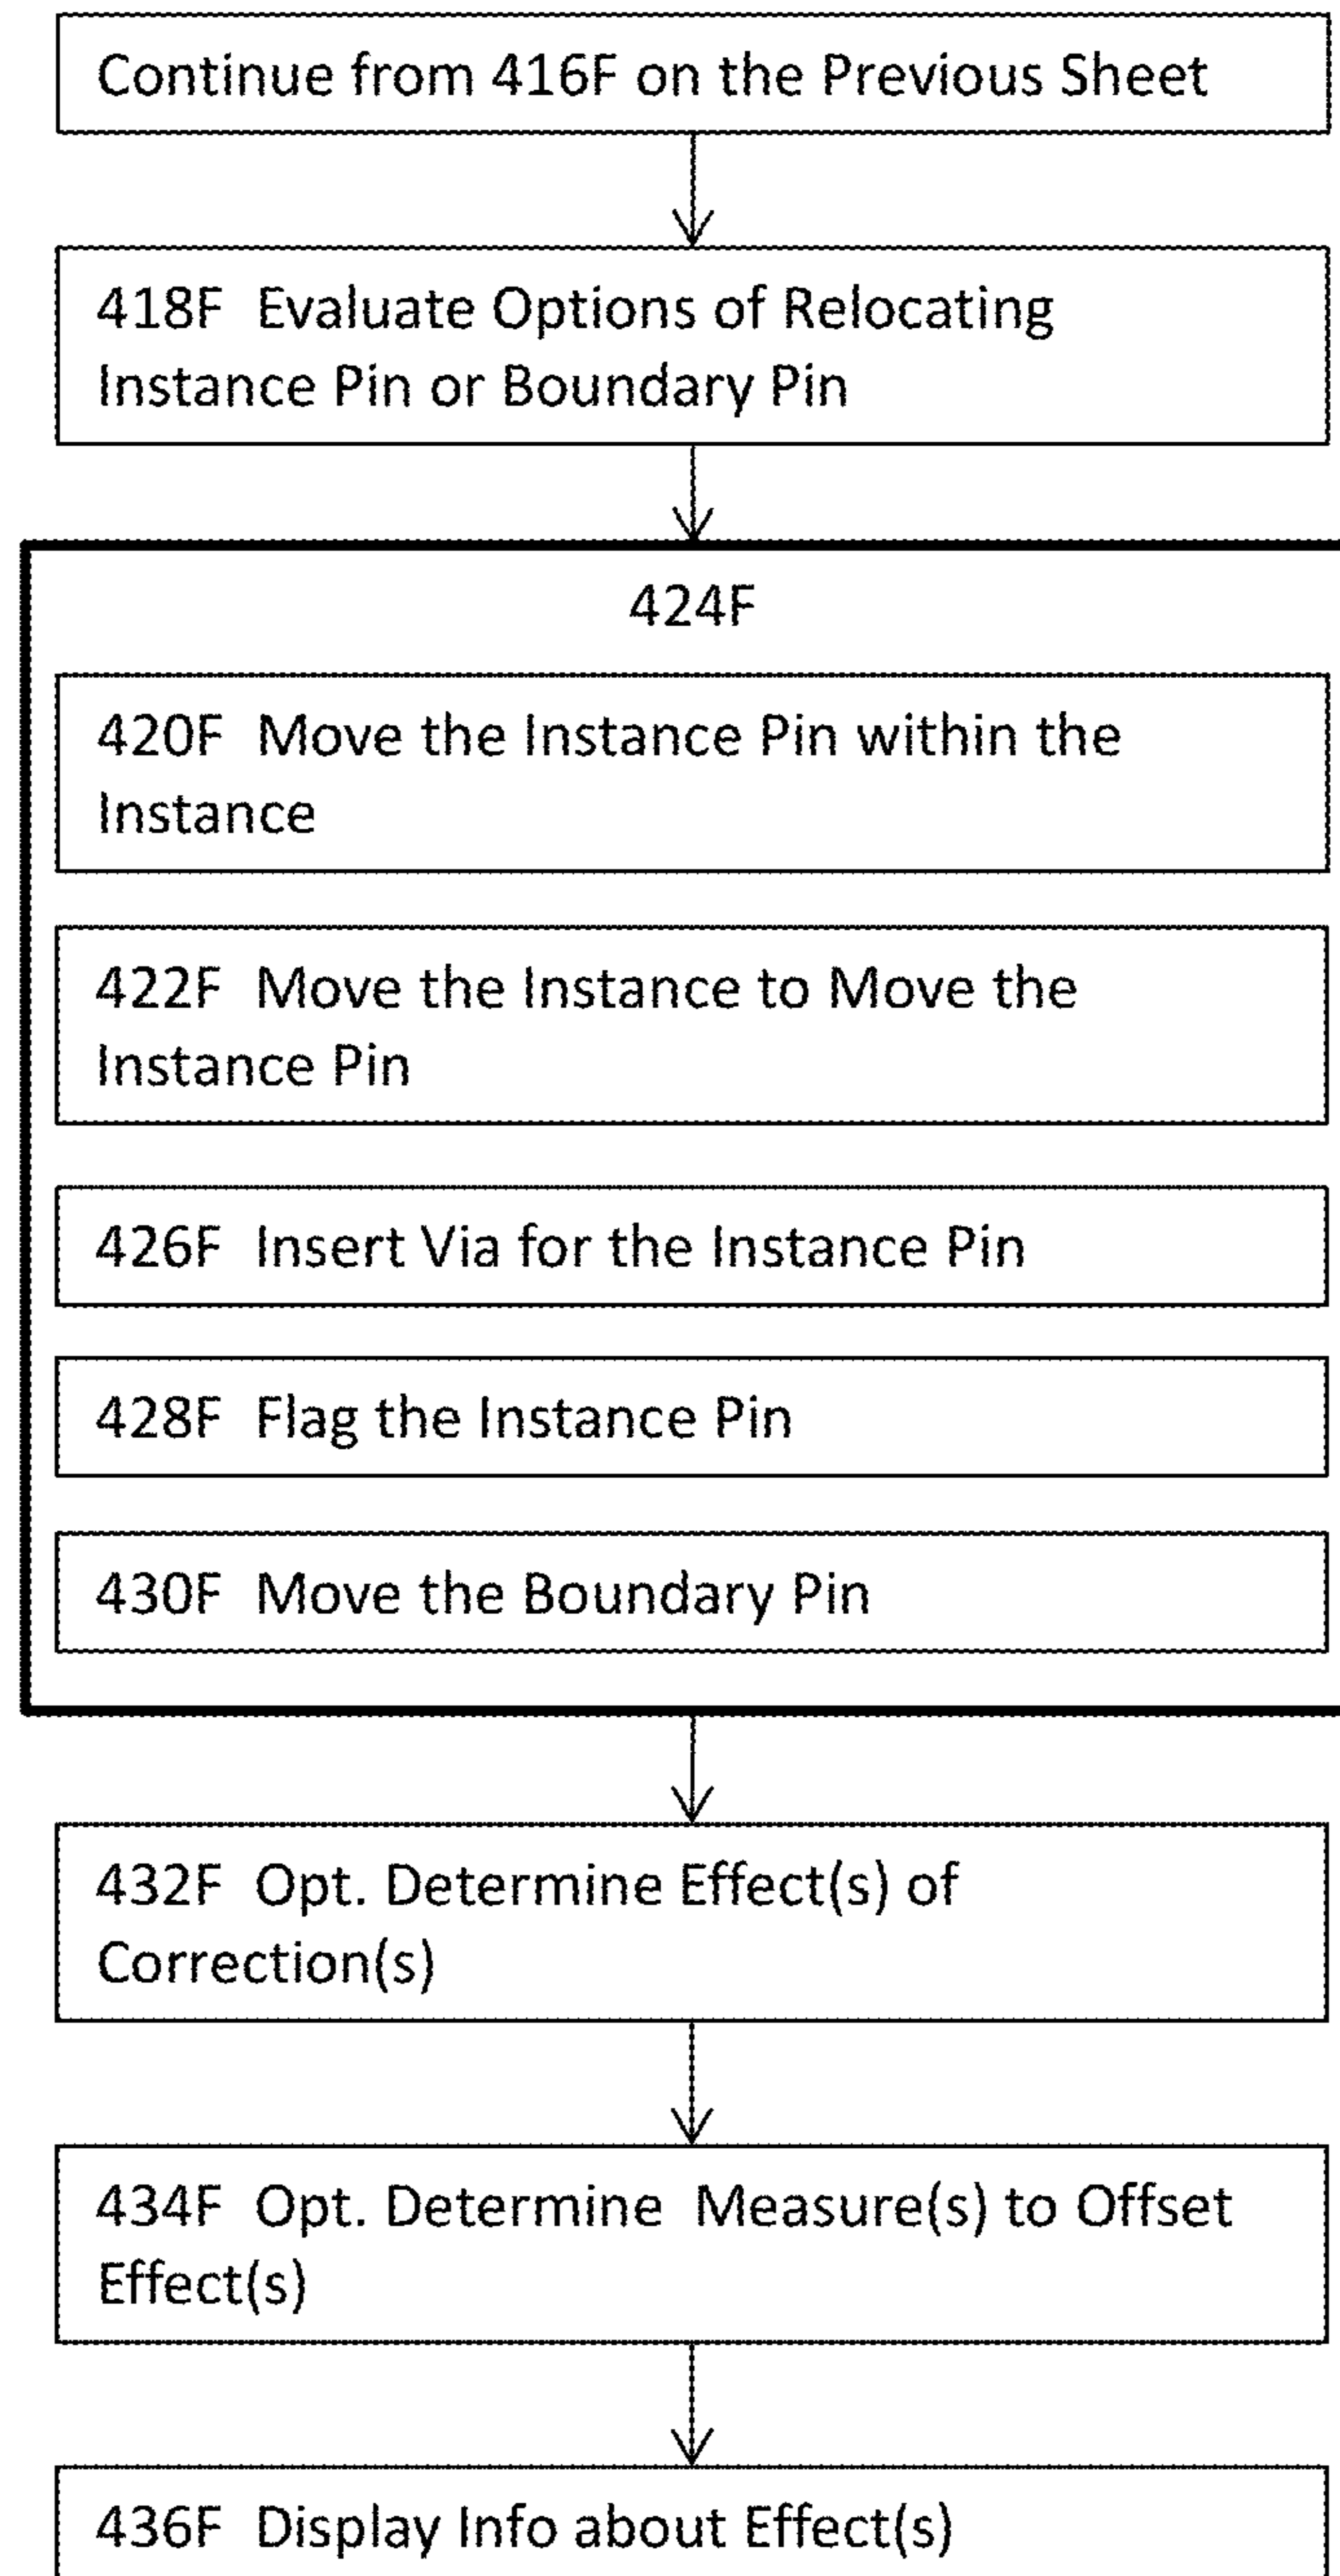 Continue from 416F on the Previous Sheet
418F Evaluate Options of Relocating
Instance Pin or Boundary Pin
424F
420F Move the Instance Pin within the
Instance
422F Move the Instance to Move the
Instance Pin
426F Insert Via for the Instance Pin
428F Flag the Instance Pin
430F Move the Boundary Pin
432F Opt. Determine Effect(s) of
Correction(s)
434F Opt. Determine Measure(s) to Offset
Effect(s)
436F Display Info about Effect(s)